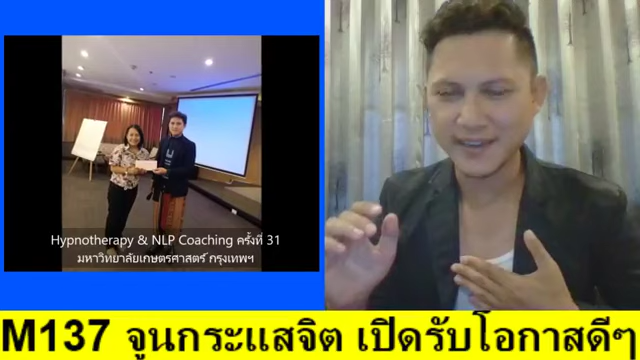 Hypnotherapy & NLP Coaching ครั้งที่ 31
มหาวิทยาลัยเกษตรศาสตร์ กรุงเทพฯ
M137 จูนกระแสจิต เปิดรับโอกาสดีๆ